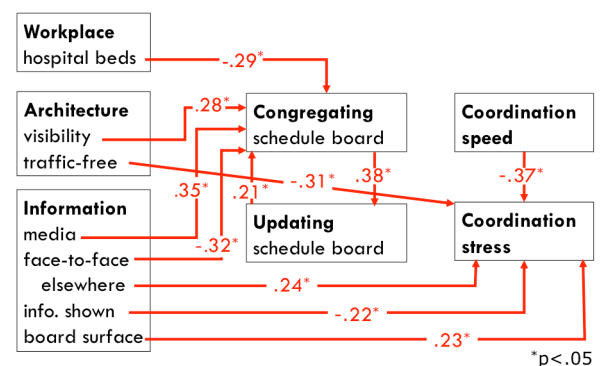 Workplace
hospital beds
-.29*
Architecture
visibility
traffic-free
.28*
Congregating
schedule board
Coordination
speed
.35*
.21*
-.31*
.38*
-.37*
Information
media
face-to-face
elsewhere
info. shown
board surface
-.32*
Updating
schedule board
Coordination
stress
.24*
-.22*
.23*
*p<.05